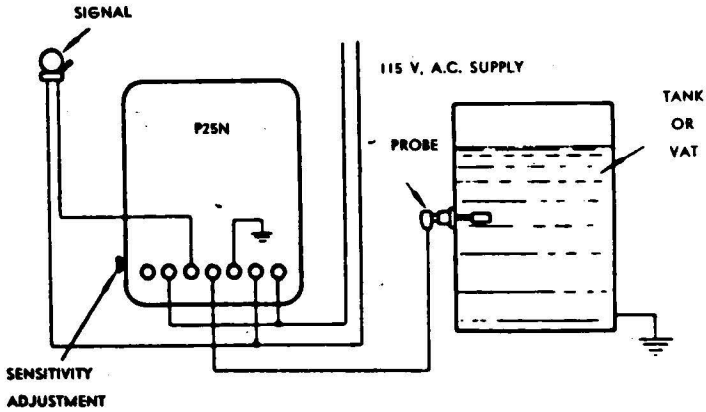 SIGNAL
115 V, A.C. SUPPLY
P25N
PROBE
TANK
OR
VAT
SENSITIVITY
ADJUSTMENT